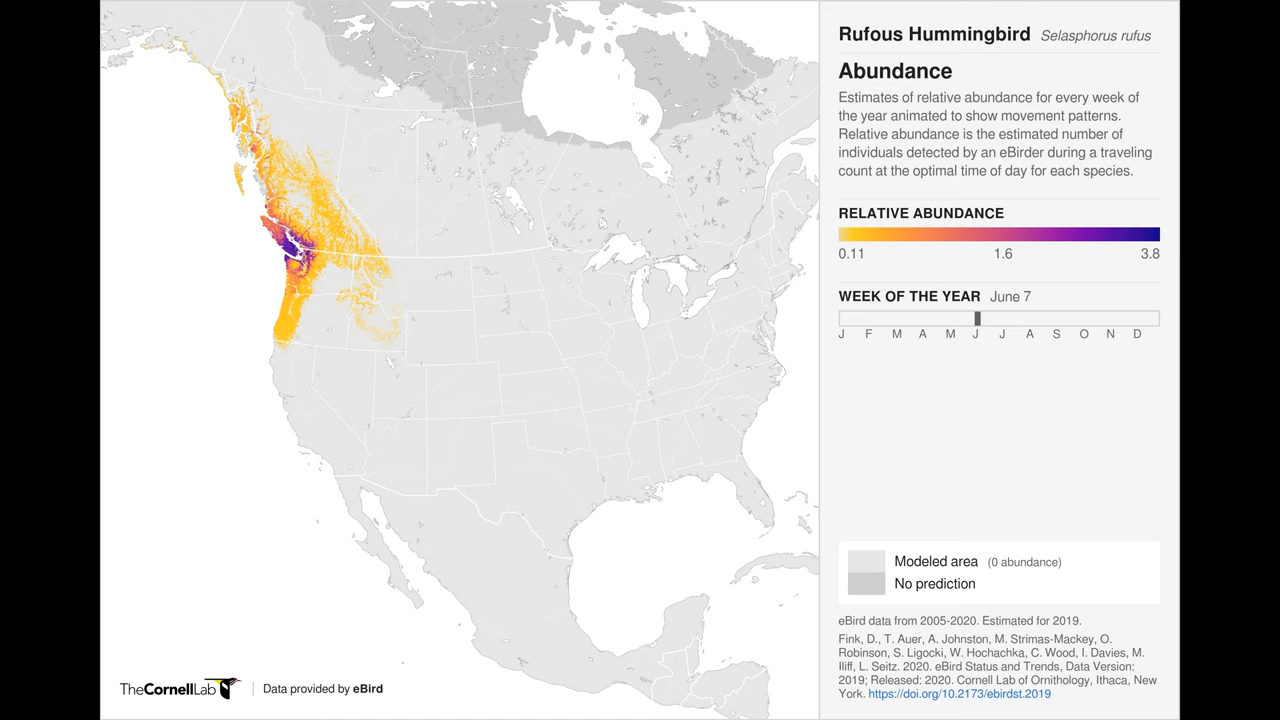 Rufous Hummingbird Selasphorus rufus
Abundance
Estimates of relative abundance for every week of
the year animated to show movement patterns.
Relative abundance is the estimated number of
individuals detected by an eBirder during a traveling
count at the optimal time of day for each species.
RELATIVE ABUNDANCE
0.11 1.6 3.8
WEEK OF THE YEAR June 7
J F M A M J J A S O N D
Modeled area (0 abundance)
No prediction
eBird data from 2005-2020. Estimated for 2019.
Fink, D., T. Auer, A. Johnston, M. Strimas-Mackey, O.
Robinson, S. Ligocki, W. Hochachka, C. Wood, I. Davies, M.
Iliff, L. Seitz. 2020. eBird Status and Trends, Data Version:
2019; Released: 2020. Cornell Lab of Ornithology, Ithaca, New
York. https://doi.org/10.2173/ebirdst.2019
TheCornellLab Data provided by eBird